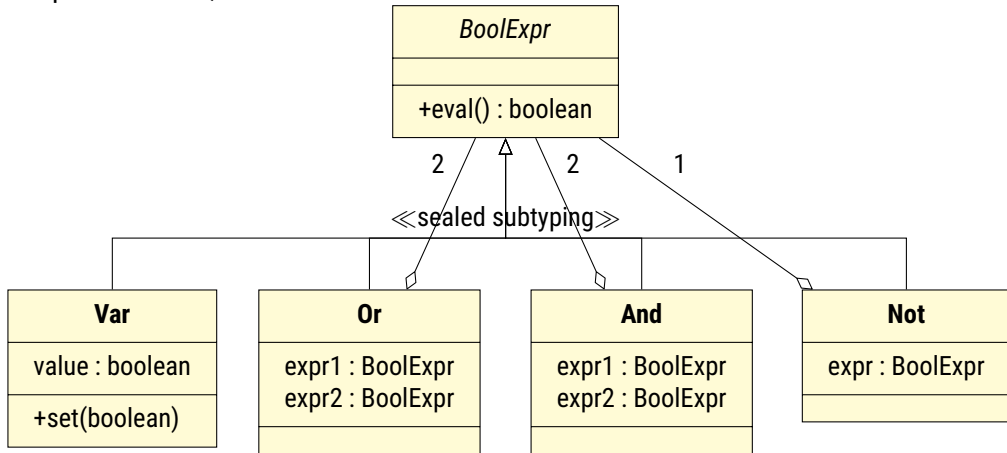 BoolExpr
+eval() : boolean
2
2
1
≪sealed subtyping≫
Var
value : boolean
+set(boolean)
Or
expr1 : BoolExpr
expr2 : BoolExpr
And
expr1 : BoolExpr
expr2 : BoolExpr
Not
expr : BoolExpr